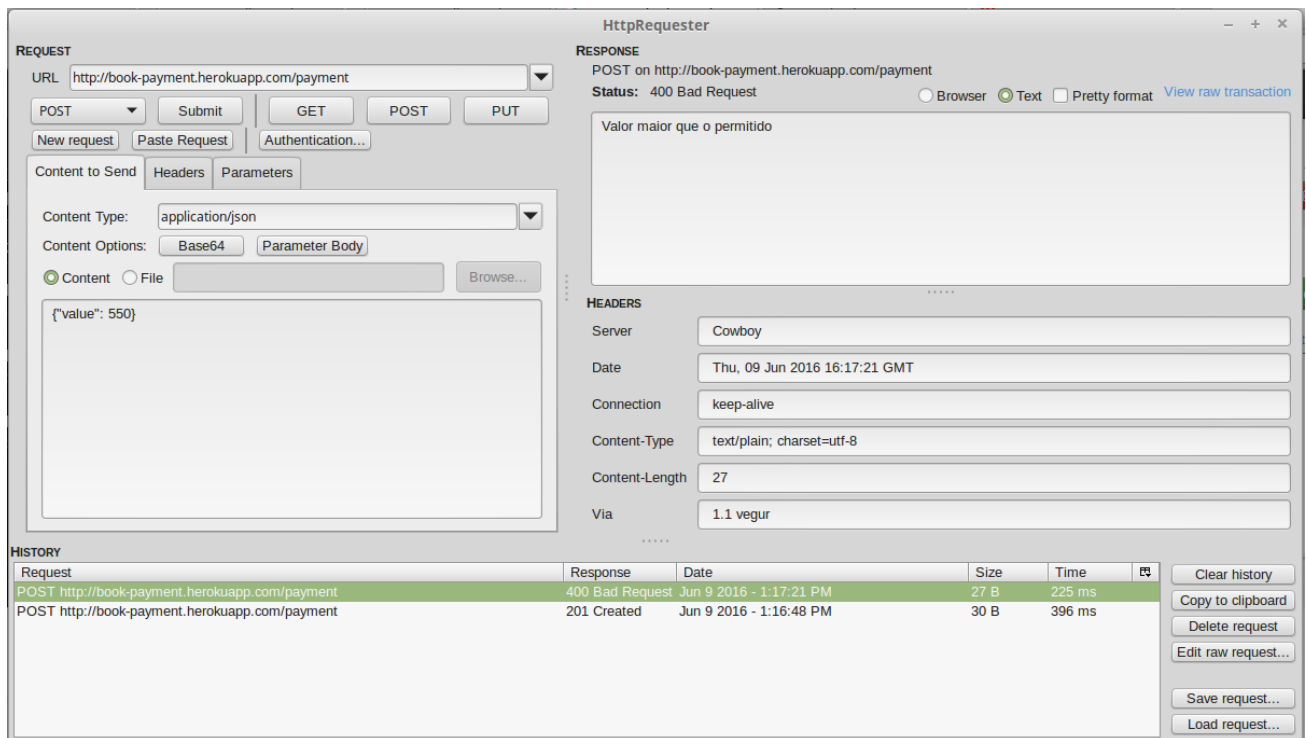 HttpRequester
REQUEST
URL http://book-payment.herokuapp.com/payment
POST Submit GET POST PUT
New request Paste Request Authentication...
Content to Send Headers Parameters
Content Type: application/json
Content Options: Base64 Parameter Body
Content File Browse...
{"value": 550}
RESPONSE
POST on http://book-payment.herokuapp.com/payment
Status: 400 Bad Request Browser Text Pretty format View raw transaction
Valor maior que o permitido
HEADERS
Server Cowboy
Date Thu, 09 Jun 2016 16:17:21 GMT
Connection keep-alive
Content-Type text/plain; charset=utf-8
Content-Length 27
Via 1.1 vegur
HISTORY
Request Response Date Size Time
POST http://book-payment.herokuapp.com/payment 400 Bad Request Jun 9 2016 - 1:17:21 PM 27 B 225 ms
POST http://book-payment.herokuapp.com/payment 201 Created Jun 9 2016 - 1:16:48 PM 30 B 396 ms
Clear history
Copy to clipboard
Delete request
Edit raw request...
Save request...
Load request...